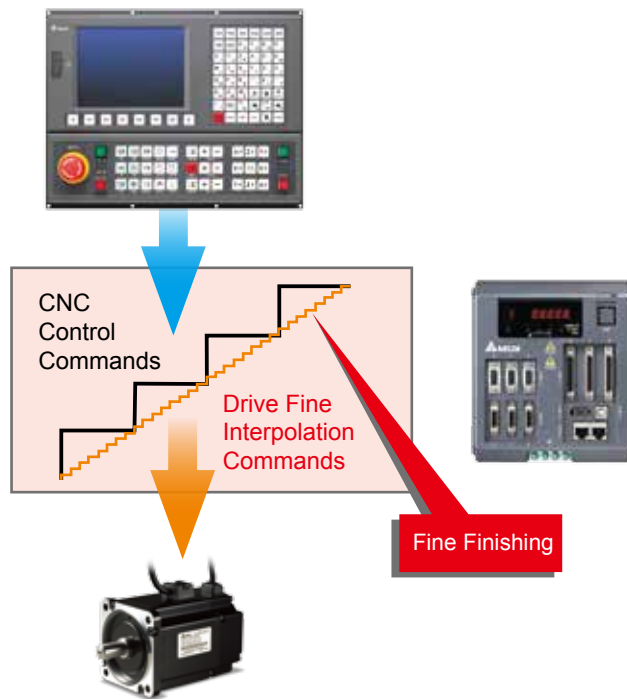 CNC
Control
Commands
Drive Fine
Interpolation
Commands
Fine Finishing